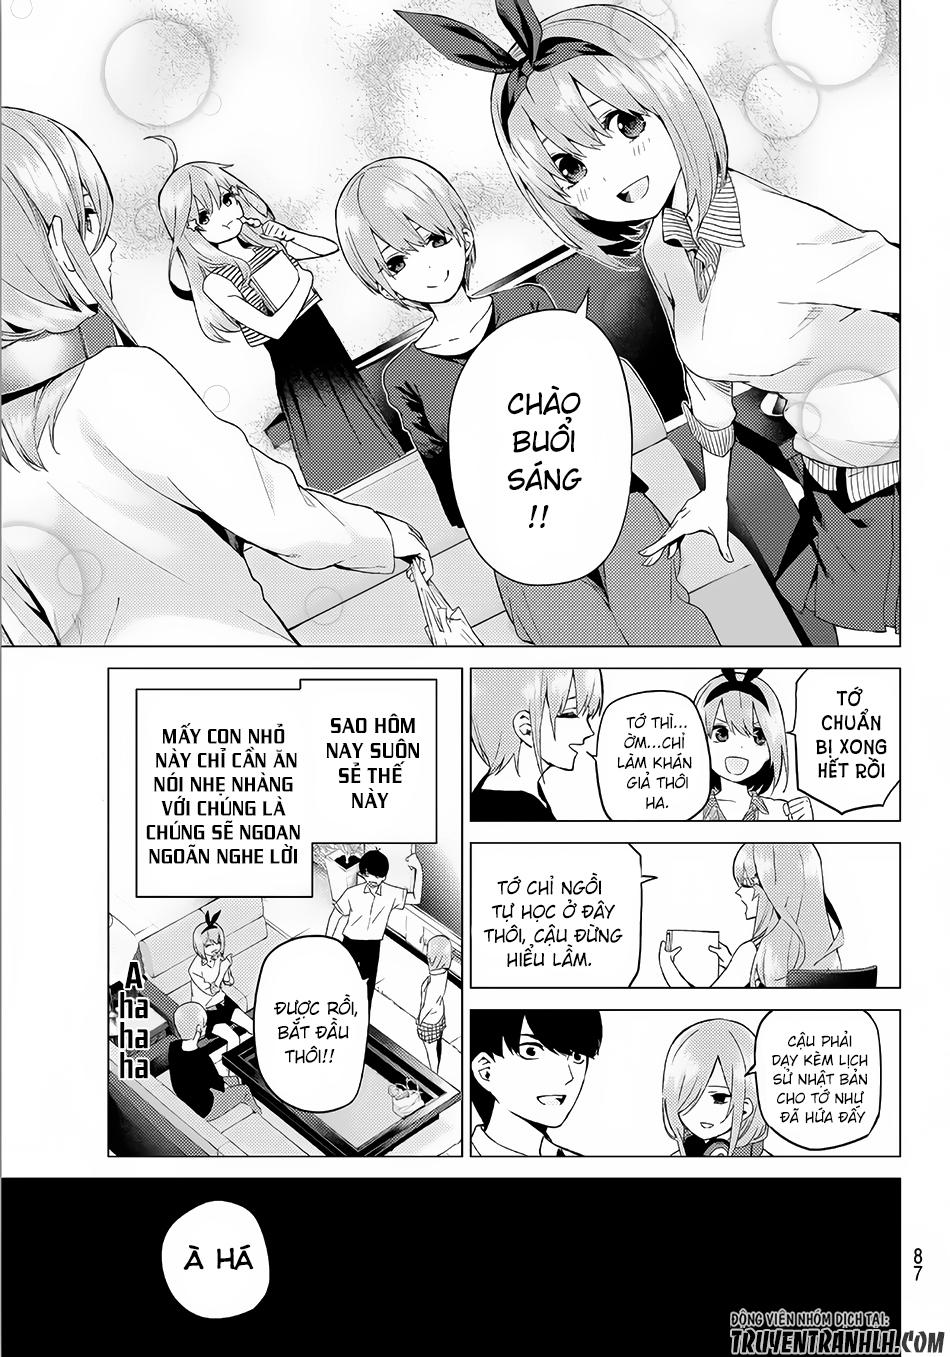 CHÀO
BUỔI
SÁNG
!!
TỚ
CHUẨN
BỊ XONG
HẾT RỒI
TỚ THÌ...
ỜM...CHỈ
LÀM KHÁN
GIẢ THÔI
HA.
TỚ CHỈ NGỒI
TỰ HỌC Ở ĐÂY
THÔI, CẬU ĐỪNG
HIỂU LẦM.
CẬU PHẢI
DẠY KÈM LỊCH
SỬ NHẬT BẢN
CHO TỚ NHƯ
ĐÃ HỨA ĐẤY
SAO HÔM
NAY SUÔN
SẺ THẾ
NÀY
MẤY CON NHỎ
NÀY CHỈ CẦN ĂN
NÓI NHẸ NHÀNG
VỚI CHÚNG LÀ
CHÚNG SẼ NGOAN
NGOÃN NGHE LỜI
ĐƯỢC RỒI,
BẮT ĐẦU
THÔI!!
A
ha
ha
ha
À HÁ
87
ĐỘNG VIÊN NHÓM DỊCH TẠI:
TRUYENTRANHLH.COM